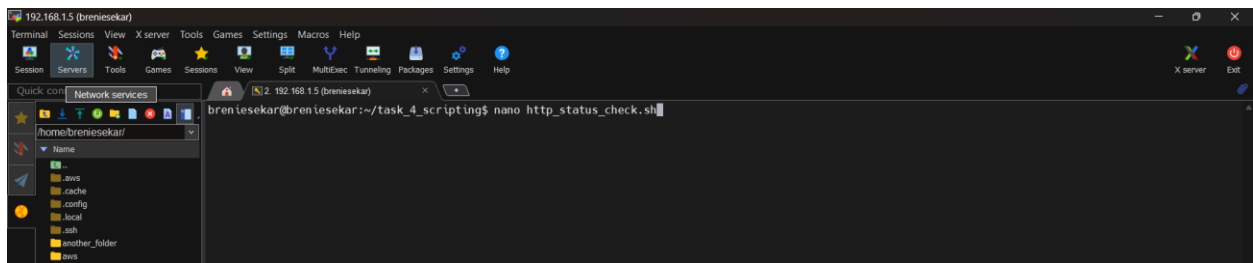 192.168.1.5 (breniesekar)
Terminal Sessions View X server Tools Games Settings Macros Help
Session Servers Tools Games Sessions View Split MultiExec Tunneling Packages Settings Help X server Exit
Quick con
Network services
2. 192.168.1.5 (breniesekar)
breniesekar@breniesekar:~/task_4_scripting$ nano http_status_check.sh
/home/breniesekar/
Name
..
.aws
.cache
.config
.local
.ssh
another_folder
aws